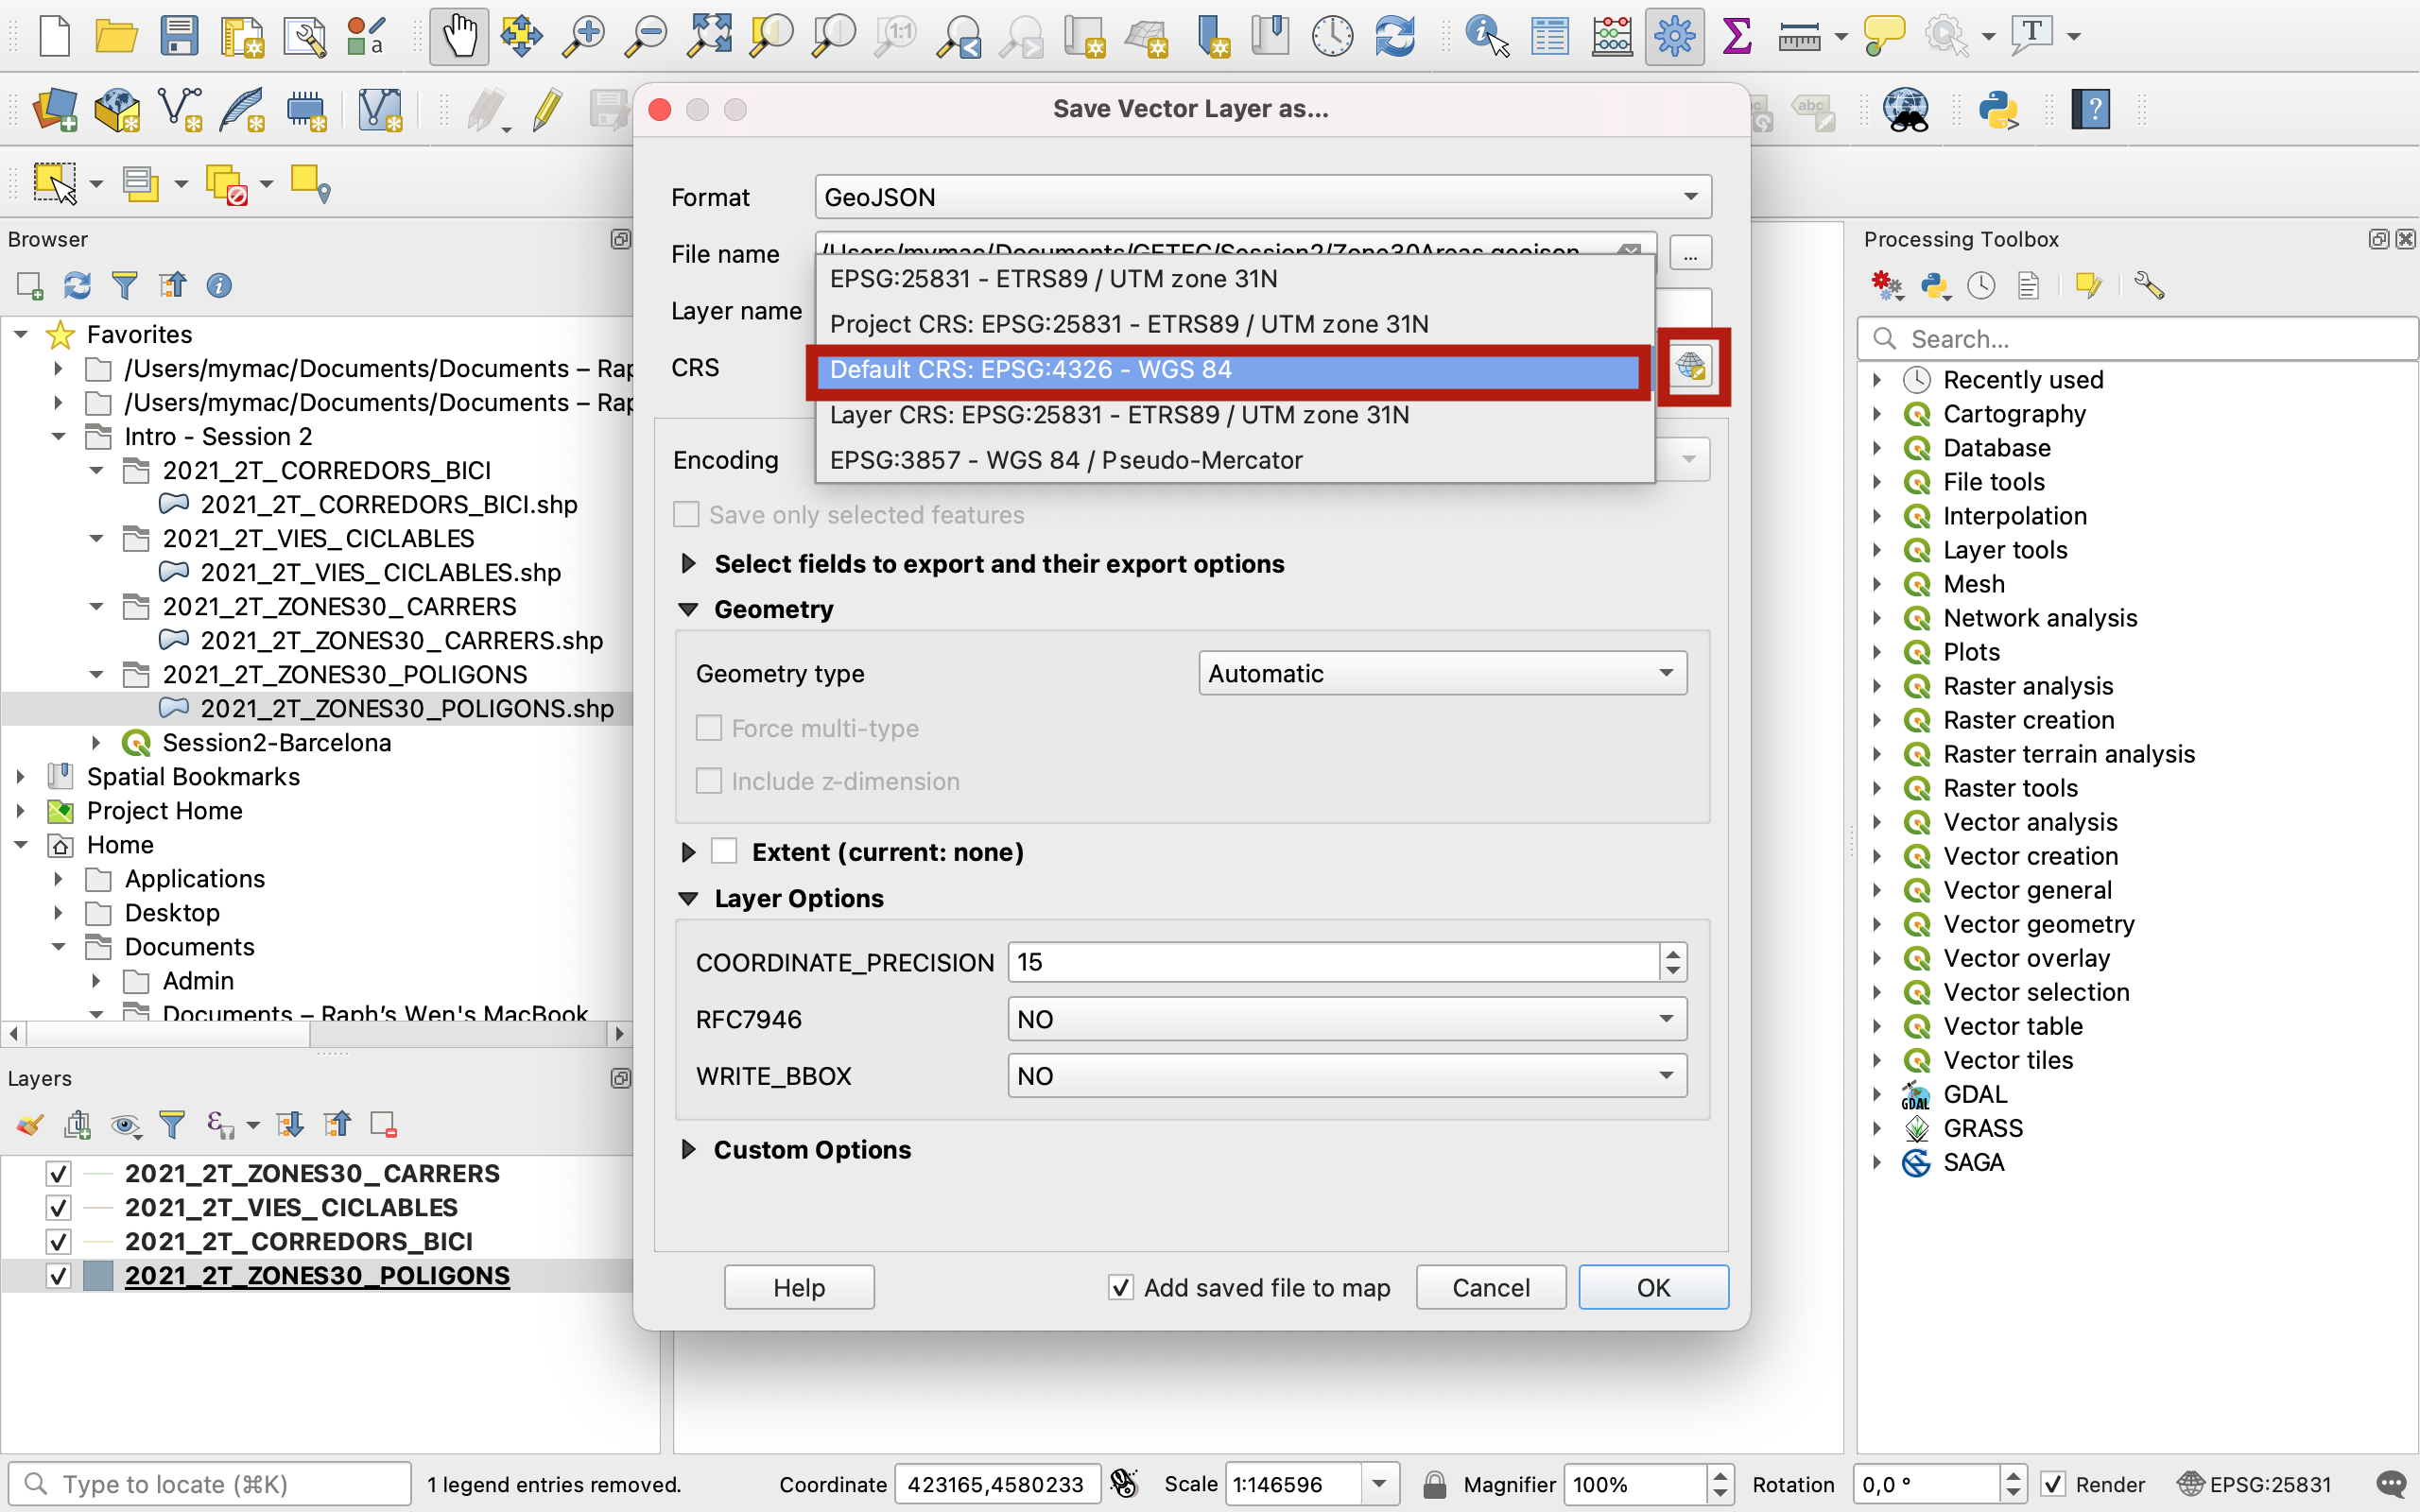 Save Vector Layer as...
Format
GeoJSON
File name
/Users/mymac/Documents/GETEC/Session2/Zone30Areas.geojson
...
EPSG:25831 - ETRS89 / UTM zone 31N
Layer name
Project CRS: EPSG:25831 - ETRS89 / UTM zone 31N
CRS
Default CRS: EPSG:4326 - WGS 84
Layer CRS: EPSG:25831 - ETRS89 / UTM zone 31N
Encoding
EPSG:3857 - WGS 84 / Pseudo-Mercator
Save only selected features
Select fields to export and their export options
Geometry
Geometry type
Automatic
Force multi-type
Include z-dimension
Extent (current: none)
Layer Options
COORDINATE_PRECISION
15
RFC7946
NO
WRITE_BBOX
NO
Custom Options
Help
Add saved file to map
Cancel
OK
Browser
Favorites
/Users/mymac/Documents/Documents – Rap
/Users/mymac/Documents/Documents – Rap
Intro - Session 2
2021_2T_CORREDORS_BICI
2021_2T_CORREDORS_BICI.shp
2021_2T_VIES_CICLABLES
2021_2T_VIES_CICLABLES.shp
2021_2T_ZONES30_CARRERS
2021_2T_ZONES30_CARRERS.shp
2021_2T_ZONES30_POLIGONS
2021_2T_ZONES30_POLIGONS.shp
Session2-Barcelona
Spatial Bookmarks
Project Home
Home
Applications
Desktop
Documents
Admin
Documents – Raph's Wen's MacBook
Layers
2021_2T_ZONES30_CARRERS
2021_2T_VIES_CICLABLES
2021_2T_CORREDORS_BICI
2021_2T_ZONES30_POLIGONS
Processing Toolbox
Search...
Recently used
Cartography
Database
File tools
Interpolation
Layer tools
Mesh
Network analysis
Plots
Raster analysis
Raster creation
Raster terrain analysis
Raster tools
Vector analysis
Vector creation
Vector general
Vector geometry
Vector overlay
Vector selection
Vector table
Vector tiles
GDAL
GDAL
GRASS
SAGA
Type to locate (⌘K)
1 legend entries removed.
Coordinate
423165,4580233
Scale
1:146596
Magnifier
100%
Rotation
0,0 °
Render
EPSG:25831